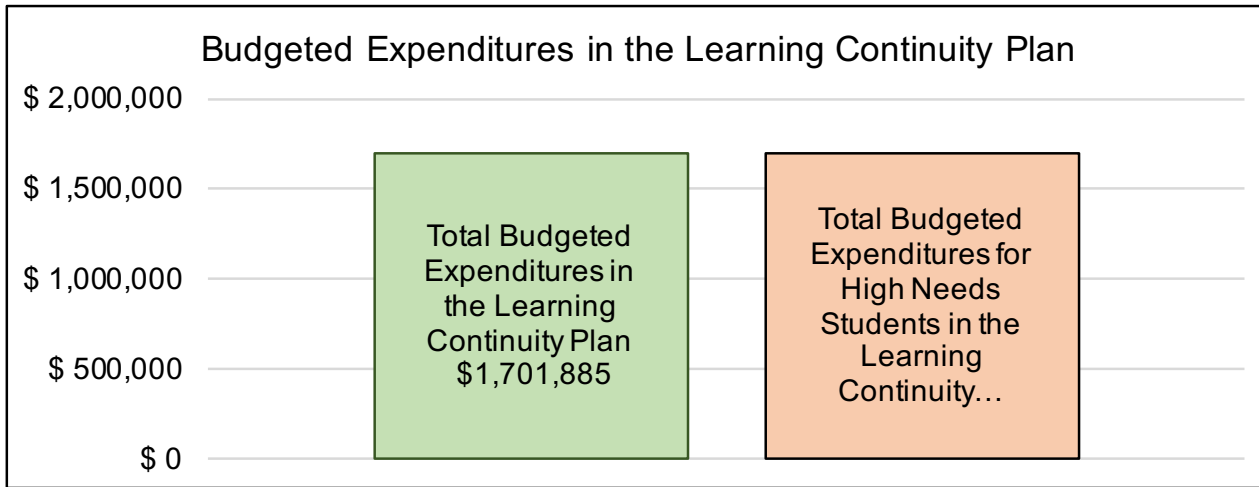 Budgeted Expenditures in the Learning Continuity Plan
$ 2,000,000
$ 1,500,000
$ 1,000,000
$ 500,000
$ 0
Total Budgeted
Expenditures in
the Learning
Continuity Plan
$1,701,885
Total Budgeted
Expenditures for
High Needs
Students in the
Learning
Continuity…